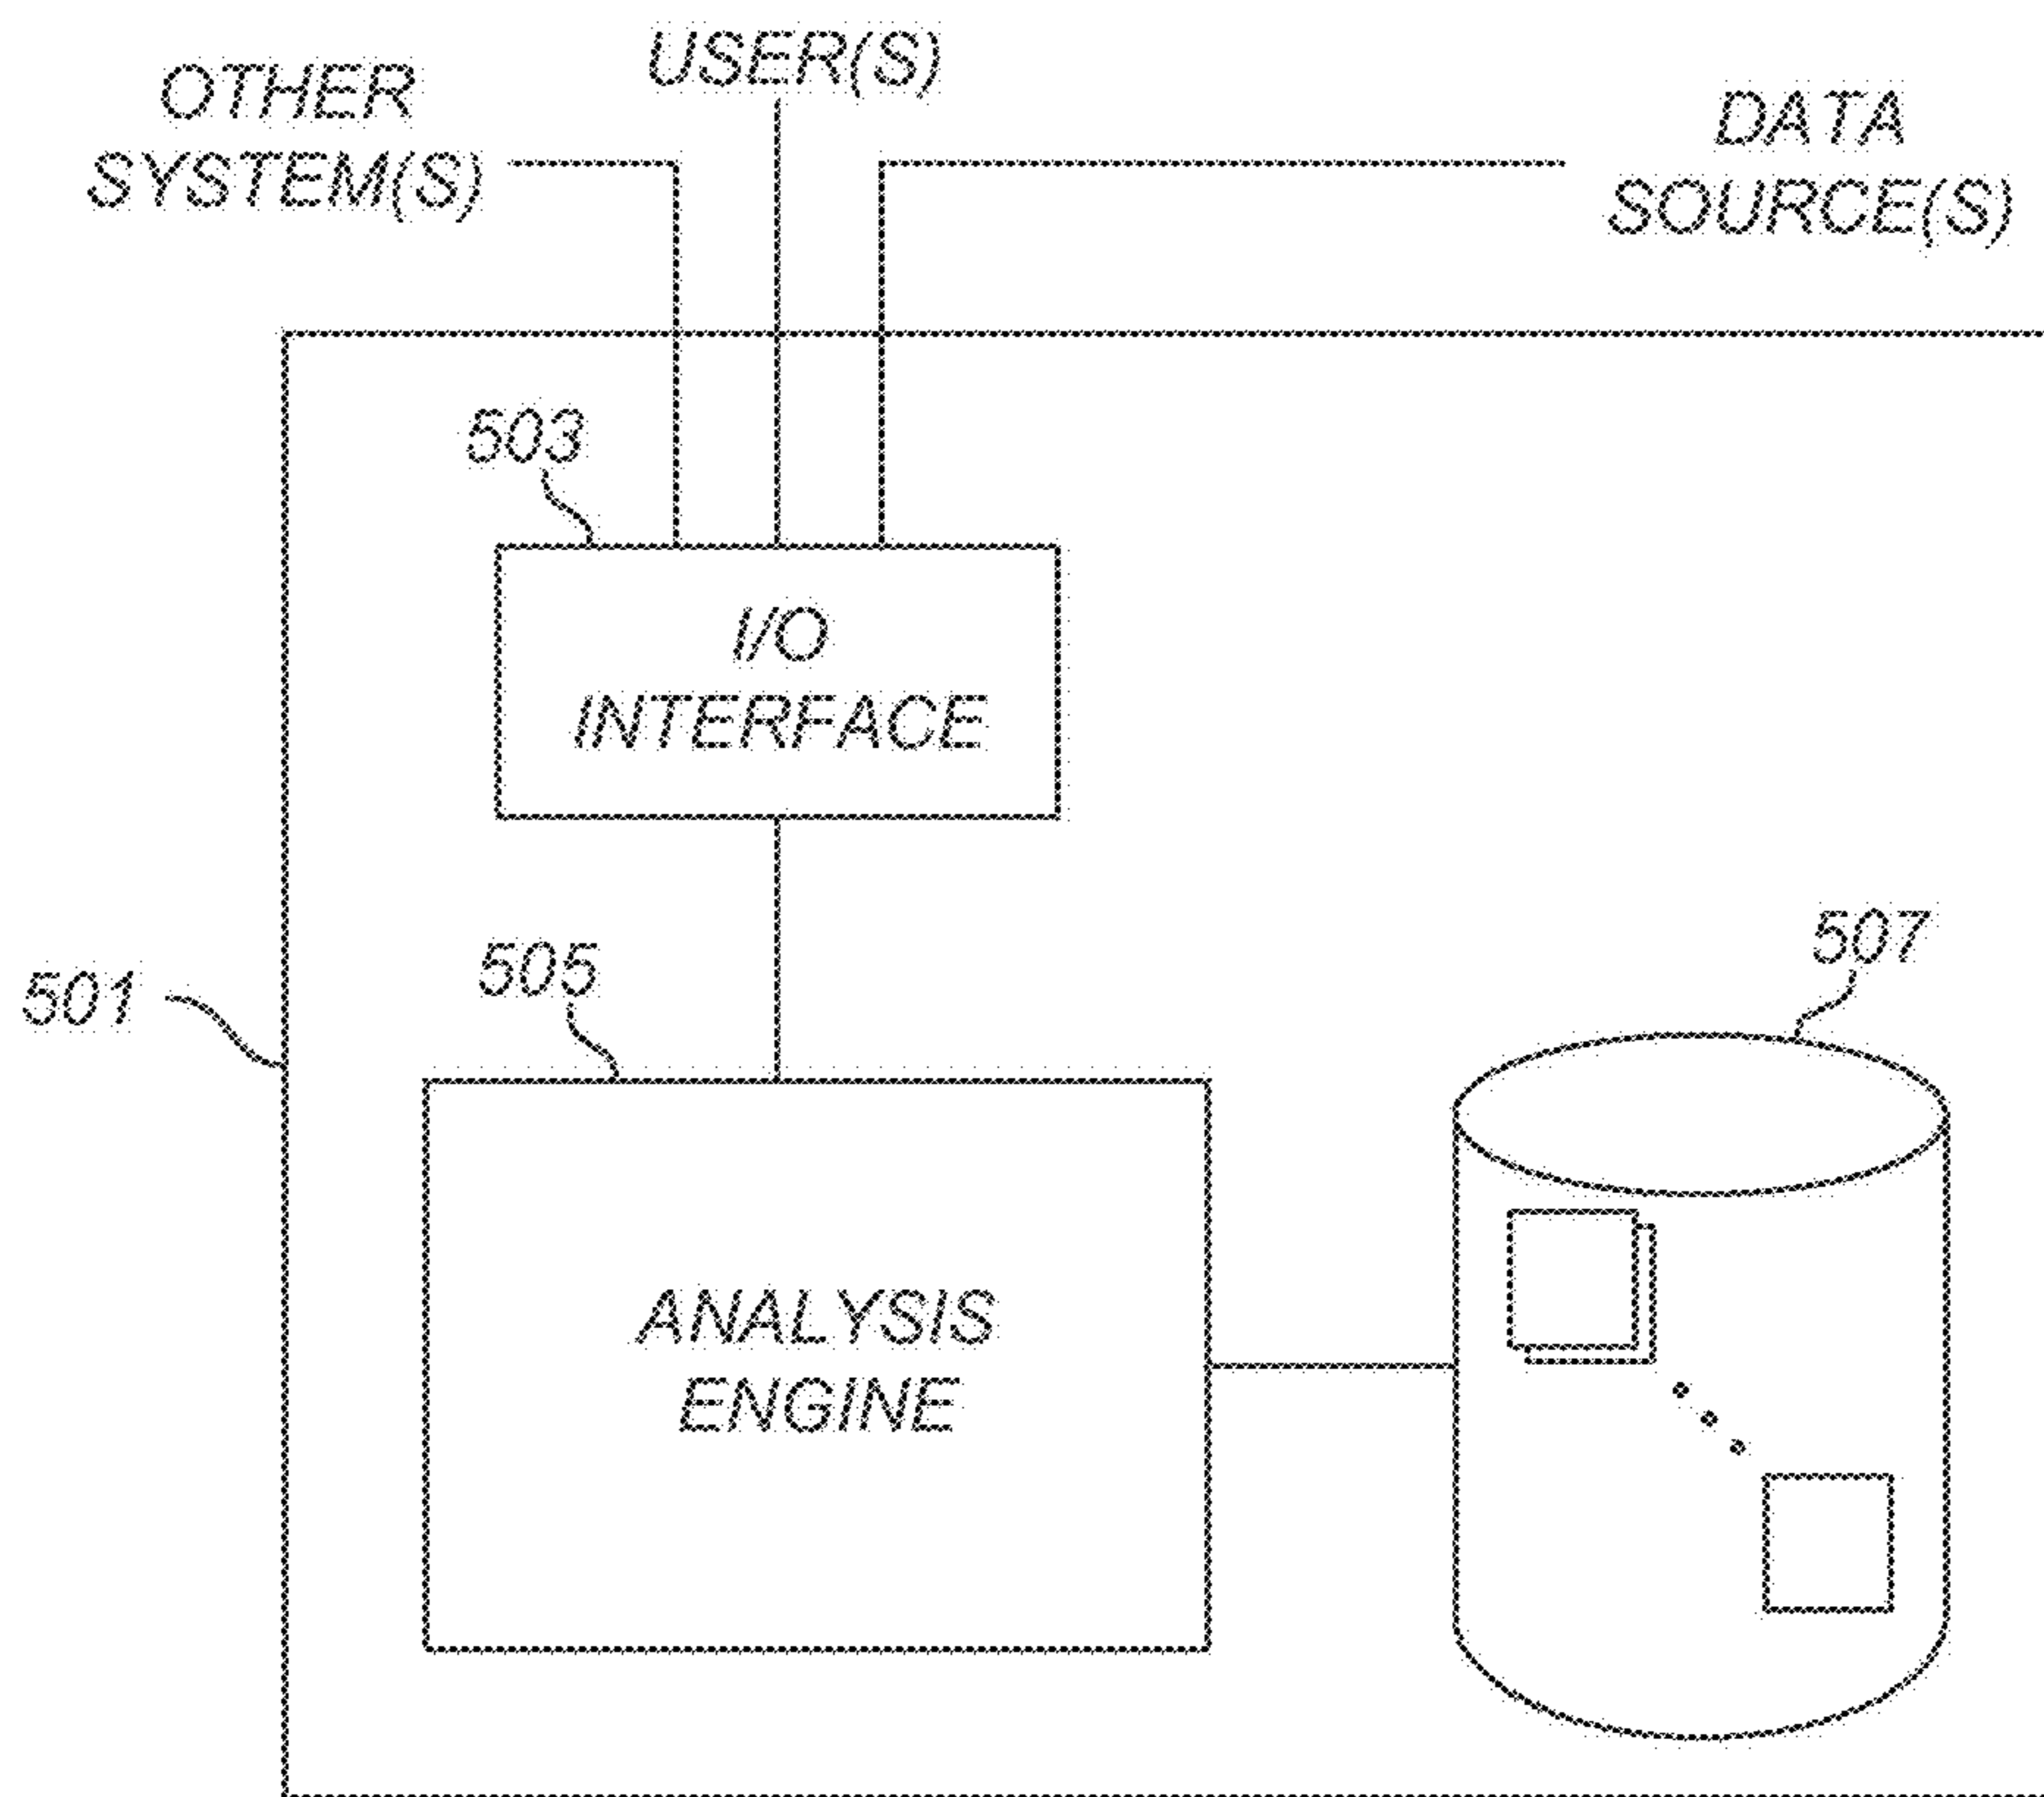 USER(S)
OTHER
SYSTEM(S)
DATA
SOURCE(S)
503
I/O
INTERFACE
507
505
501
ANALYSIS
ENGINE